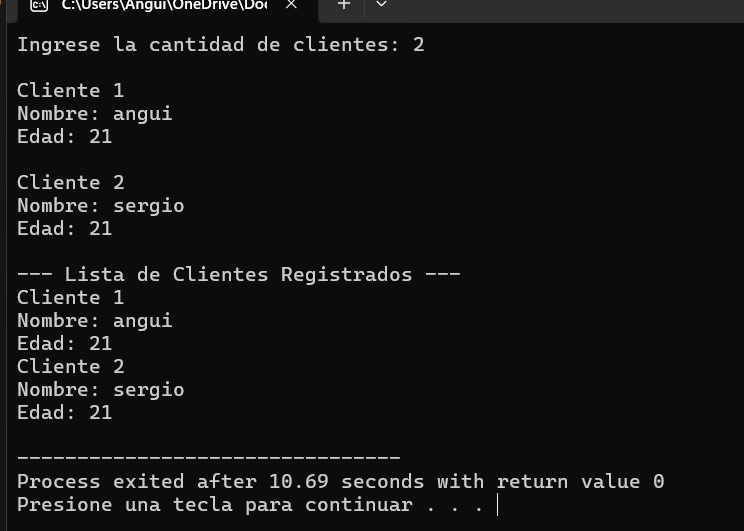 C:\Users\Angui\OneDrive\Doc
Ingrese la cantidad de clientes: 2
Cliente 1
Nombre: angui
Edad: 21
Cliente 2
Nombre: sergio
Edad: 21
--- Lista de Clientes Registrados ---
Cliente 1
Nombre: angui
Edad: 21
Cliente 2
Nombre: sergio
Edad: 21
--------------------------------
Process exited after 10.69 seconds with return value 0
Presione una tecla para continuar . . .